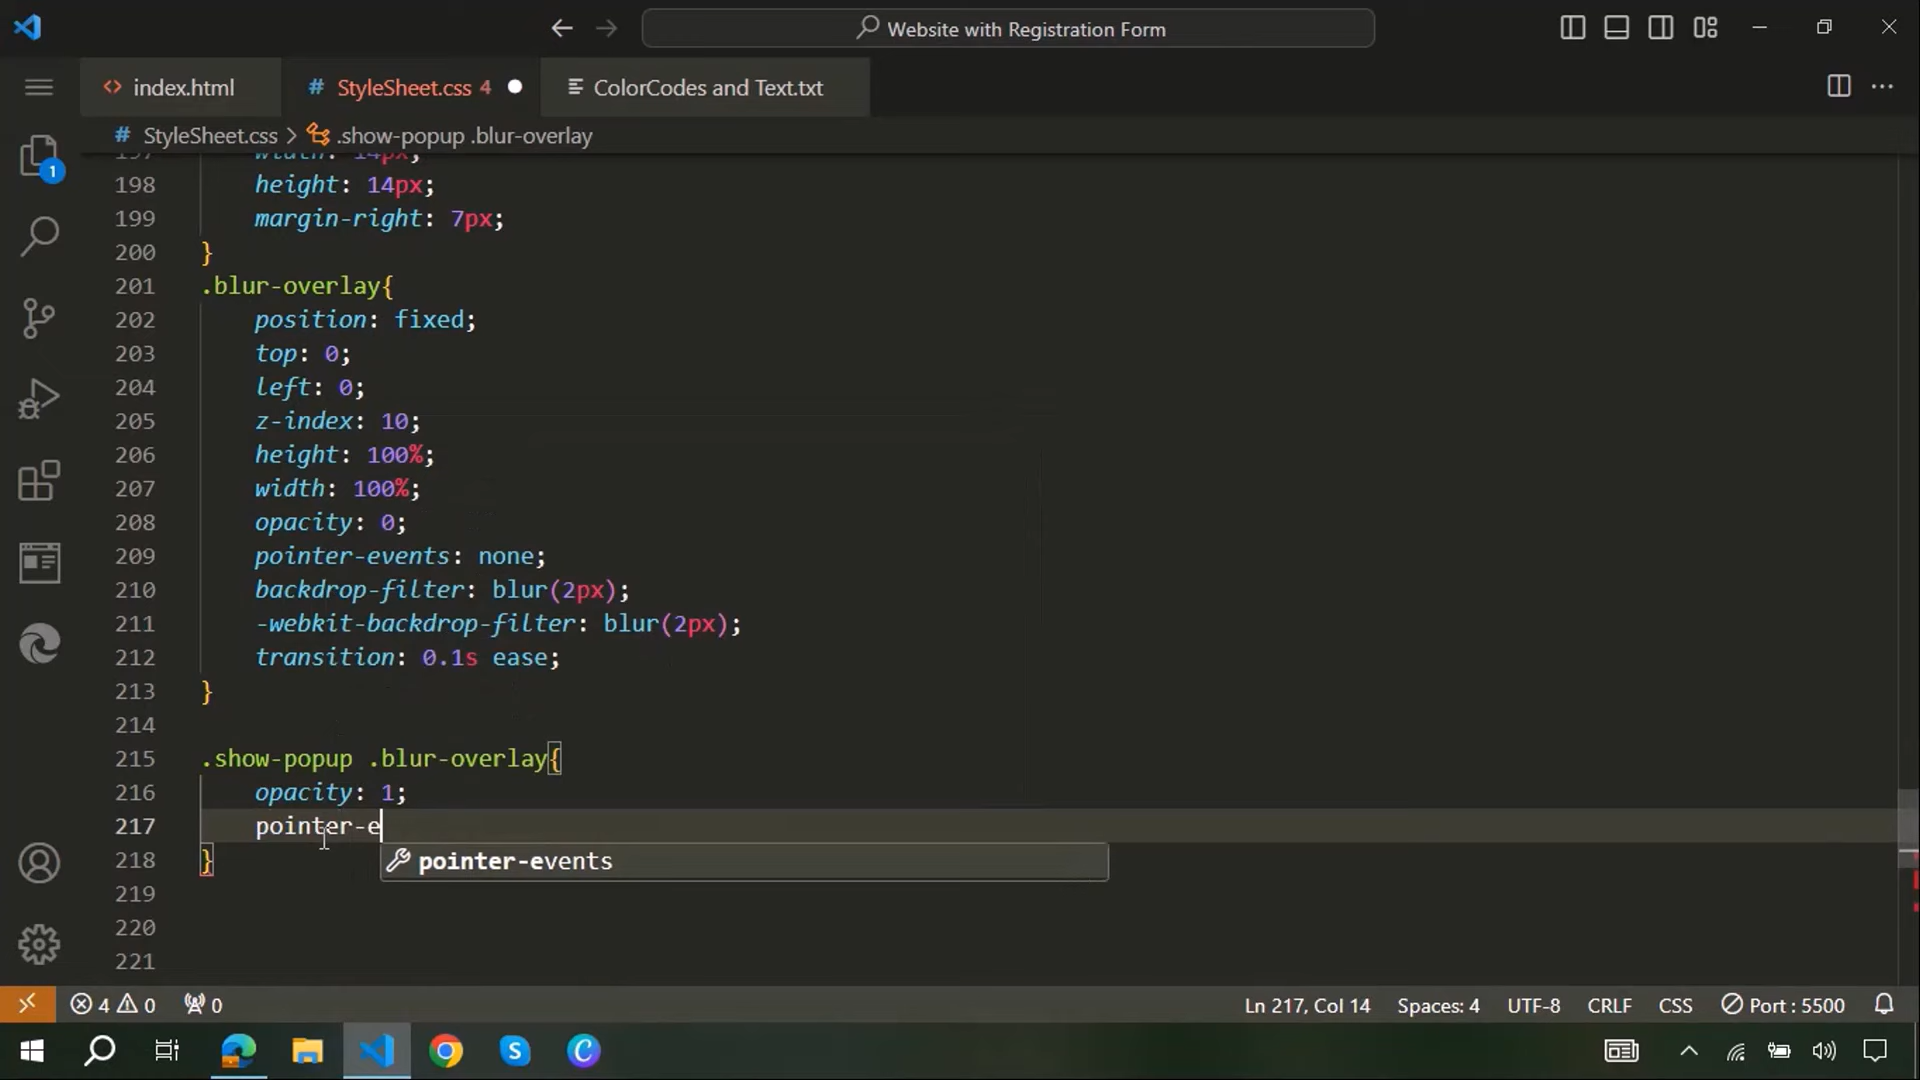 Website with Registration Form
index.html
StyleSheet.css 4
ColorCodes and Text.txt
StyleSheet.css > .show-popup .blur-overlay
197 width: 14px;
198 height: 14px;
199 margin-right: 7px;
200 }
201 .blur-overlay{
202 position: fixed;
203 top: 0;
204 left: 0;
205 z-index: 10;
206 height: 100%;
207 width: 100%;
208 opacity: 0;
209 pointer-events: none;
210 backdrop-filter: blur(2px);
211 -webkit-backdrop-filter: blur(2px);
212 transition: 0.1s ease;
213 }
214
215 .show-popup .blur-overlay{
216 opacity: 1;
217 pointer-e
pointer-events
218 }
219
220
221
1
4 0 0
Ln 217, Col 14
Spaces: 4
UTF-8
CRLF
CSS
Port : 5500